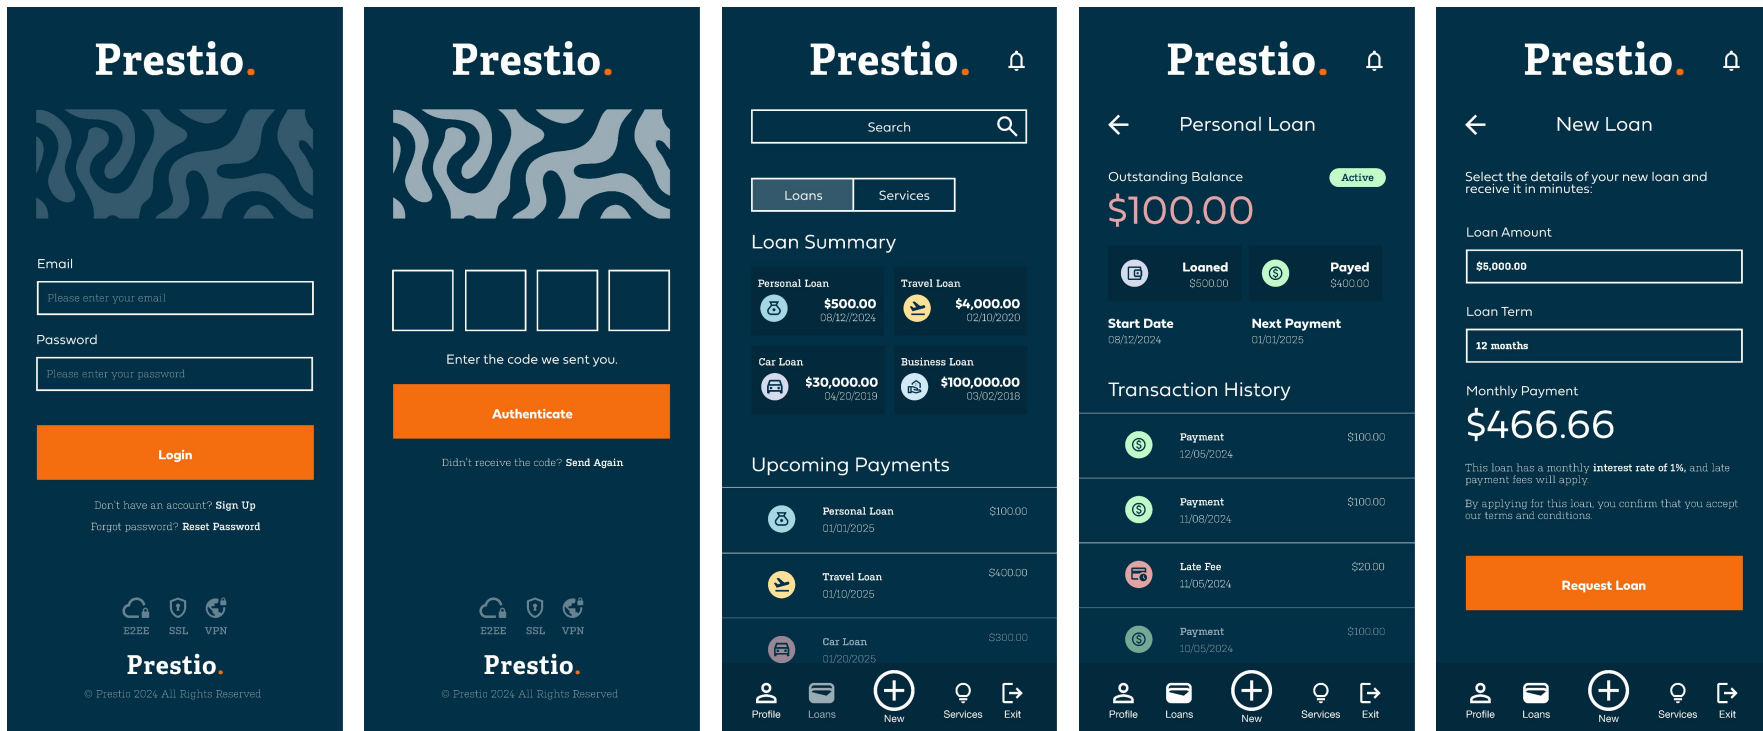 Prestio.
Email
Please enter your email
Password
Please enter your password
Login
Don't have an account? Sign Up
Forgot password? Reset Password
E2EE SSL VPN
Prestio.
© Prestio 2024 All Rights Reserved
Prestio.
Enter the code we sent you.
Authenticate
Didn't receive the code? Send Again
E2EE SSL VPN
Prestio.
© Prestio 2024 All Rights Reserved
Prestio.
Search
Loans Services
Loan Summary
Personal Loan
$500.00
08/12//2024
Travel Loan
$4,000.00
02/10/2020
Car Loan
$30,000.00
04/20/2019
Business Loan
$100,000.00
03/02/2018
Upcoming Payments
Personal Loan $100.00
01/01/2025
Travel Loan $400.00
01/10/2025
Car Loan $300.00
01/20/2025
Profile Loans New Services Exit
Prestio.
Personal Loan
Outstanding Balance Active
$100.00
Loaned
$500.00
Payed
$400.00
Start Date
08/12/2024
Next Payment
01/01/2025
Transaction History
Payment $100.00
12/05/2024
Payment $100.00
11/08/2024
Late Fee $20.00
11/05/2024
Payment $100.00
10/05/2024
Profile Loans New Services Exit
Prestio.
New Loan
Select the details of your new loan and
receive it in minutes:
Loan Amount
$5,000.00
Loan Term
12 months
Monthly Payment
$466.66
This loan has a monthly interest rate of 1%, and late
payment fees will apply.
By applying for this loan, you confirm that you accept
our terms and conditions.
Request Loan
Profile Loans New Services Exit